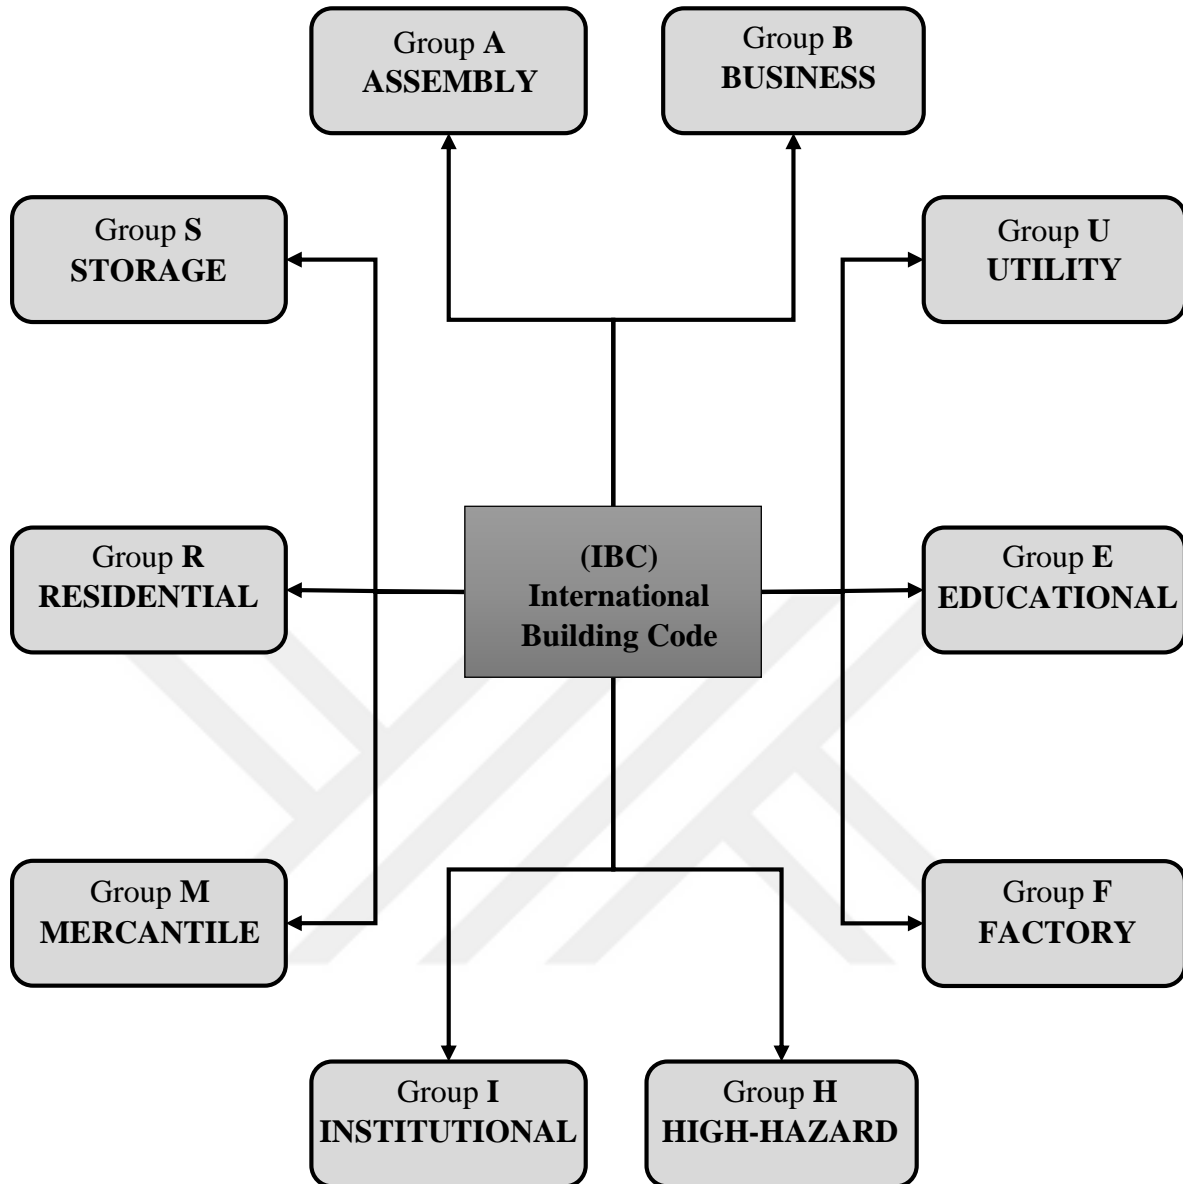 Group A
ASSEMBLY
Group B
BUSINESS
Group S
STORAGE
Group U
UTILITY
Group R
RESIDENTIAL
(IBC)
International
Building Code
Group E
EDUCATIONAL
Group M
MERCANTILE
Group F
FACTORY
Group I
INSTITUTIONAL
Group H
HIGH-HAZARD